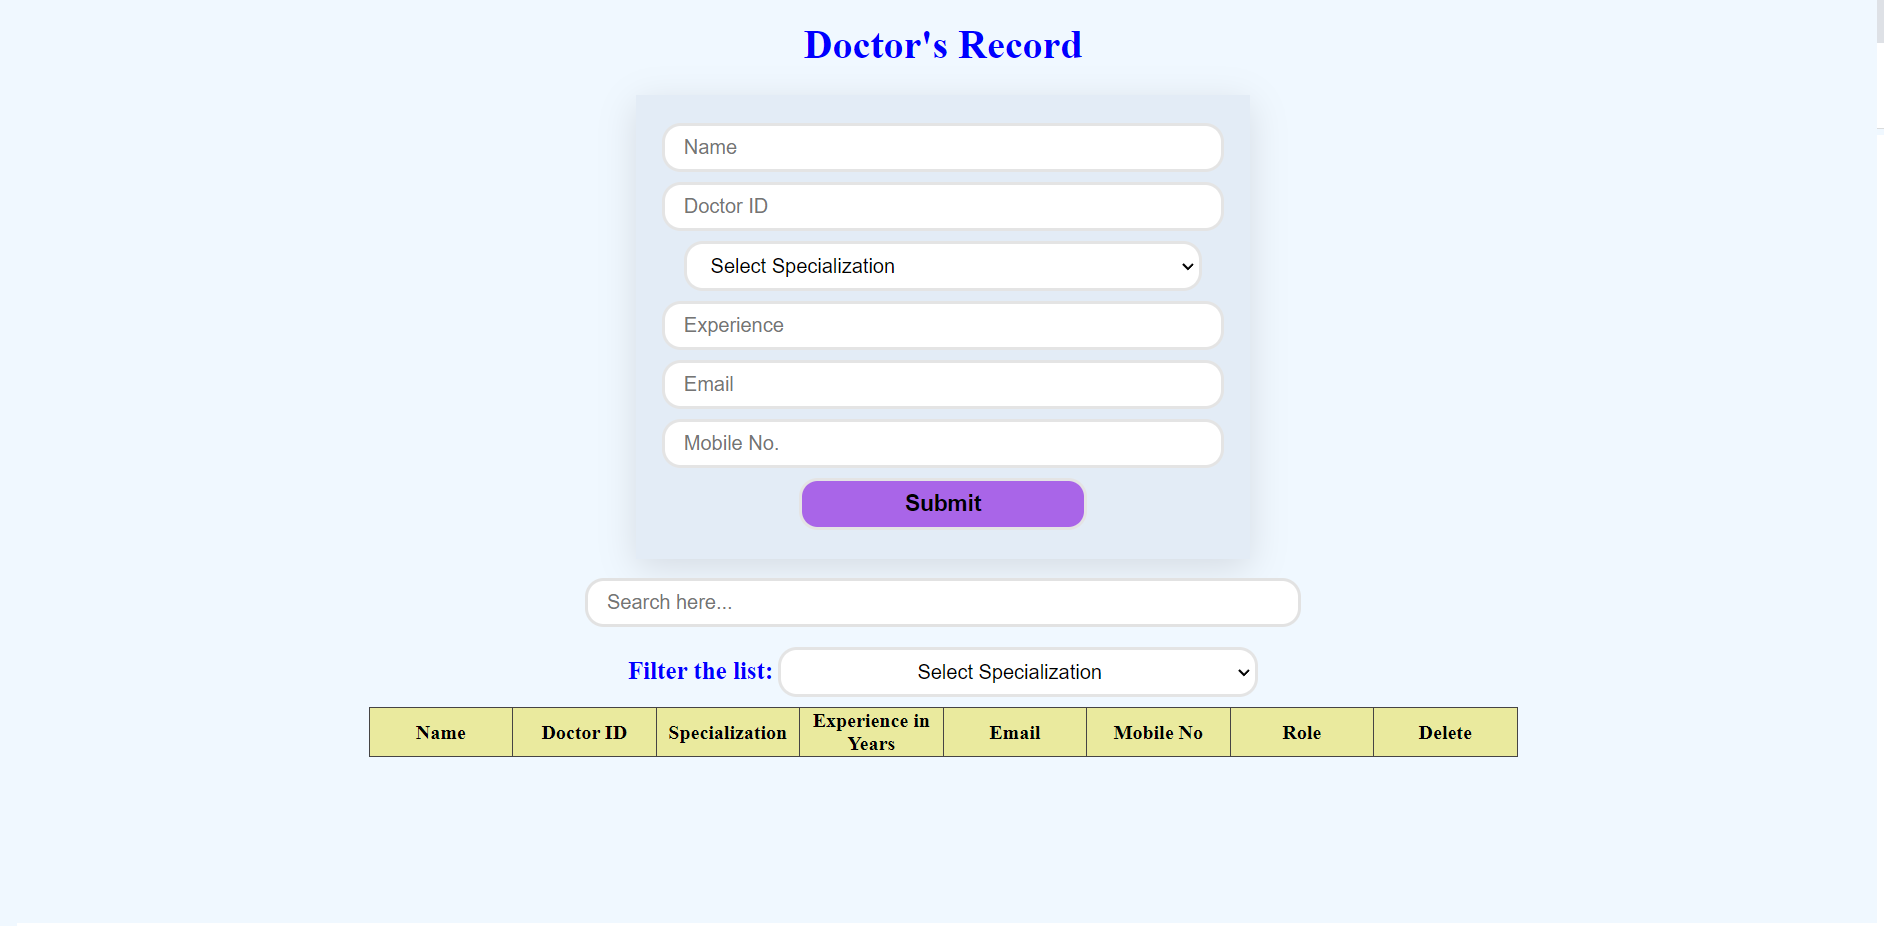 Doctor's Record
Name
Doctor ID
Select Specialization
Experience
Email
Mobile No.
Submit
Search here...
Filter the list: Select Specialization
Name Doctor ID Specialization Experience in Years Email Mobile No Role Delete